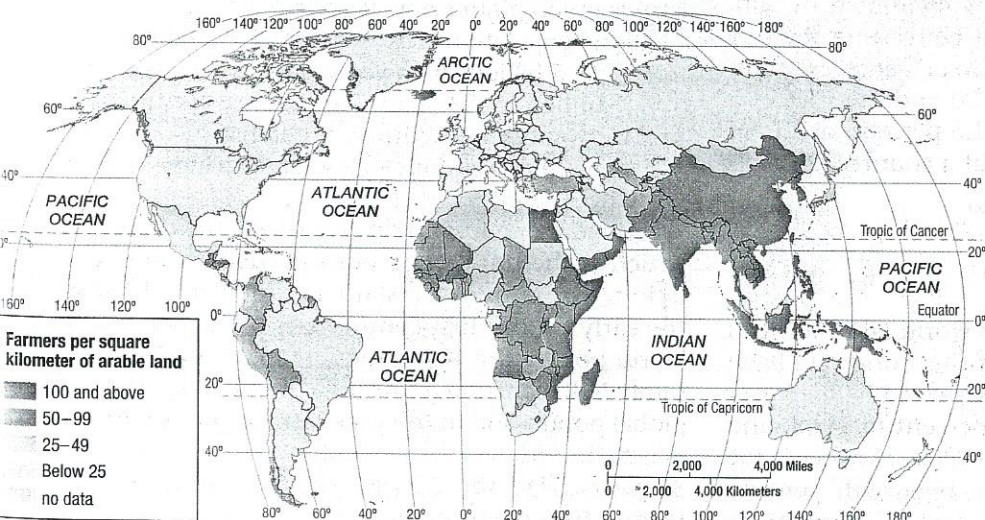 160° 140° 120° 100° 80° 60° 40° 20° 0° 20° 40° 60° 80° 100° 120° 140° 160° 180°
80° 80°
ARCTIC
OCEAN
60° 60°
40° 40°
PACIFIC
OCEAN
ATLANTIC
OCEAN
Tropic of Cancer
20° 20°
PACIFIC
OCEAN
160° 140° 120° 100°
Equator
0° 0° 0°
ATLANTIC
OCEAN
INDIAN
OCEAN
20° 20°
Tropic of Capricorn
40° 40°
0 2,000 4,000 Miles
0 2,000 4,000 Kilometers
80° 60° 40° 20° 0° 20° 40° 60° 80° 100° 120° 140° 160°
Farmers per square
kilometer of arable land
100 and above
50–99
25–49
Below 25
no data